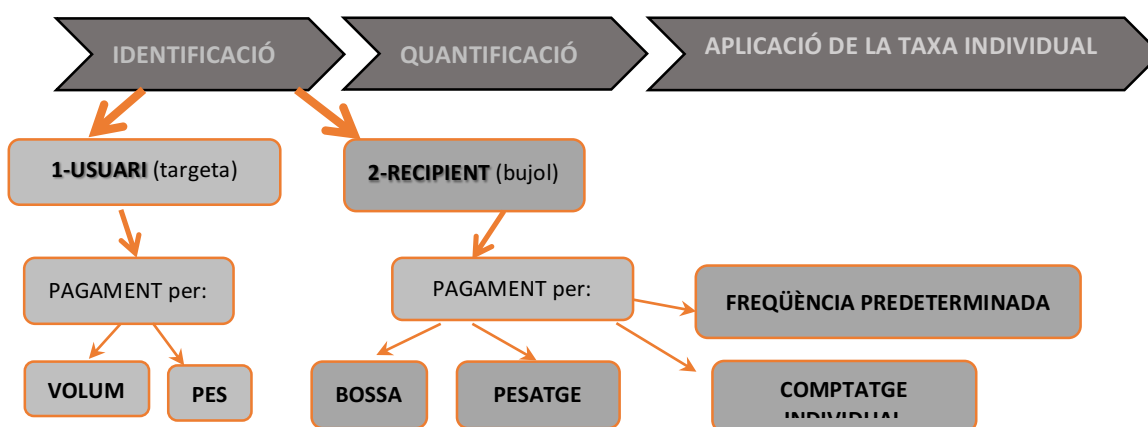 IDENTIFICACIÓ
QUANTIFICACIÓ
APLICACIÓ DE LA TAXA INDIVIDUAL
1-USUARI (targeta)
2-RECIPIENT (bujol)
PAGAMENT per:
PAGAMENT per:
FREQÜÈNCIA PREDETERMINADA
VOLUM
PES
BOSSA
PESATGE
COMPTATGE
INDIVIDUAL